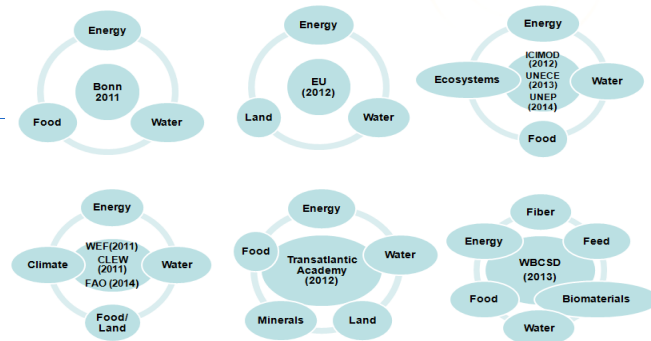 Energy
Bonn
2011
Food
Water
Energy
EU
(2012)
Land
Water
Energy
ICIMOD
(2012)
UNECE
(2013)
UNEP
(2014)
Ecosystems
Water
Food
Energy
WEF(2011)
CLEW
(2011)
FAO (2014)
Climate
Water
Food/
Land
Energy
Food
Water
Transatlantic
Academy
(2012)
Minerals
Land
Fiber
Energy
Feed
WBCSD
(2013)
Food
Biomaterials
Water